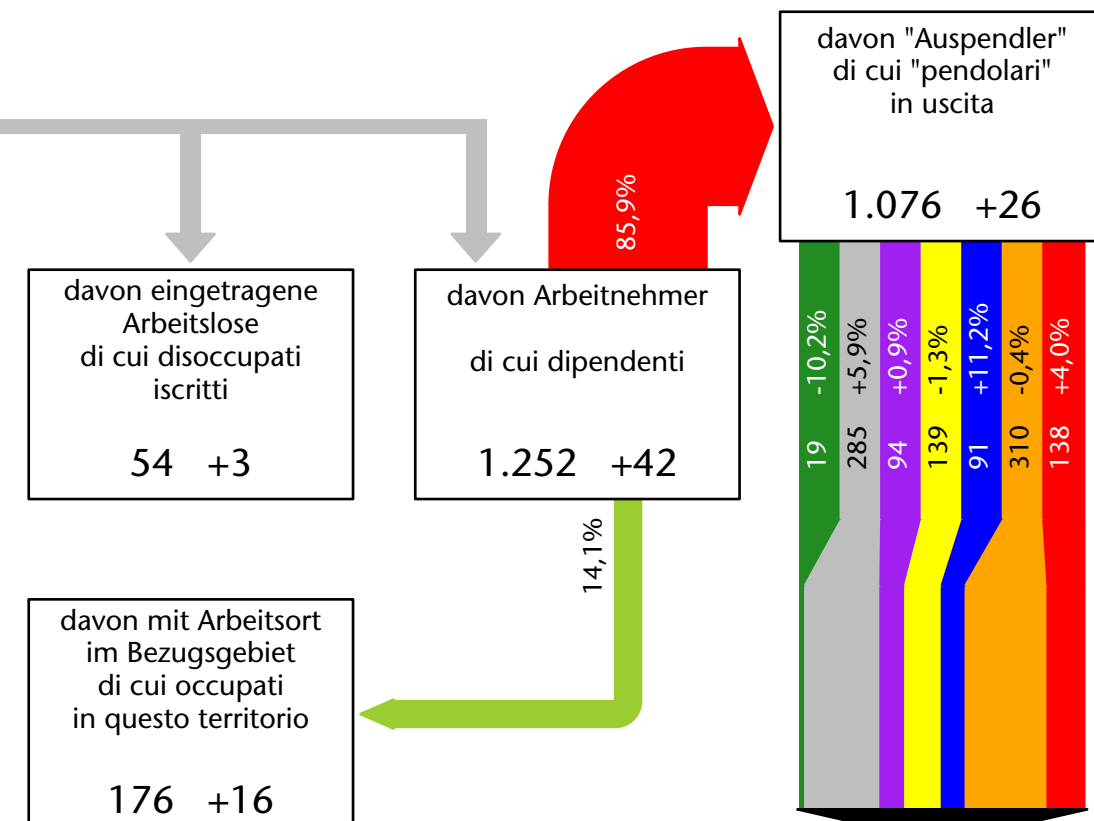 davon "Auspendler"
di cui "pendolari"
in uscita
1.076 +26
85,9%
davon eingetragene
Arbeitslose
di cui disoccupati
iscritti
54 +3
davon Arbeitnehmer
di cui dipendenti
1.252 +42
19 -10,2%
285 +5,9%
94 +0,9%
139 -1,3%
91 +11,2%
310 -0,4%
138 +4,0%
14,1%
davon mit Arbeitsort
im Bezugsgebiet
di cui occupati
in questo territorio
176 +16